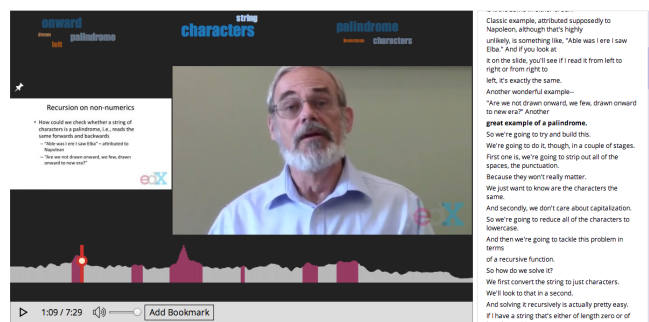 onward
drawn
palindrome
left
string
characters
palindrome
characters
Recursion on non-numerics
• How could we check whether a string of
characters is a palindrome, i.e., reads the
same forwards and backwards
– "Able was I ere I saw Elba" – attributed to
Napoleon
– "Are we not drawn onward, we few, drawn
onward to new era?"
edX
edX
1:09 / 7:29
Add Bookmark
Classic example, attributed supposedly to
Napoleon, although that's highly
unlikely, is something like, "Able was I ere I saw
Elba." And if you look at
it on the slide, you'll see if I read it from left to
right or from right to
left, it's exactly the same.
Another wonderful example--
"Are we not drawn onward, we few, drawn onward
to new era?" Another
great example of a palindrome.
So we're going to try and build this.
We're going to do it, though, in a couple of stages.
First one is, we're going to strip out all of the
spaces, the punctuation.
Because they won't really matter.
We just want to know are the characters the
same.
And secondly, we don't care about capitalization.
So we're going to reduce all of the characters to
lowercase.
And then we're going to tackle this problem in
terms
of a recursive function.
So how do we solve it?
We first convert the string to just characters.
We'll look to that in a second.
And solving it recursively is actually pretty easy.
If I have a string that's either of length zero or of